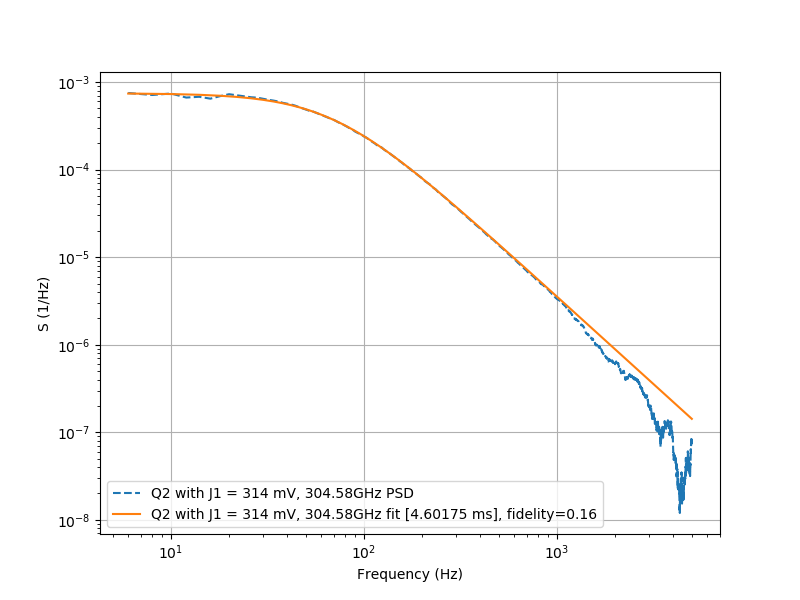 10⁻³
10⁻⁴
10⁻⁵
10⁻⁶
10⁻⁷
10⁻⁸
S (1/Hz)
Q2 with J1 = 314 mV, 304.58GHz PSD
Q2 with J1 = 314 mV, 304.58GHz fit [4.60175 ms], fidelity=0.16
10¹ 10² 10³
Frequency (Hz)